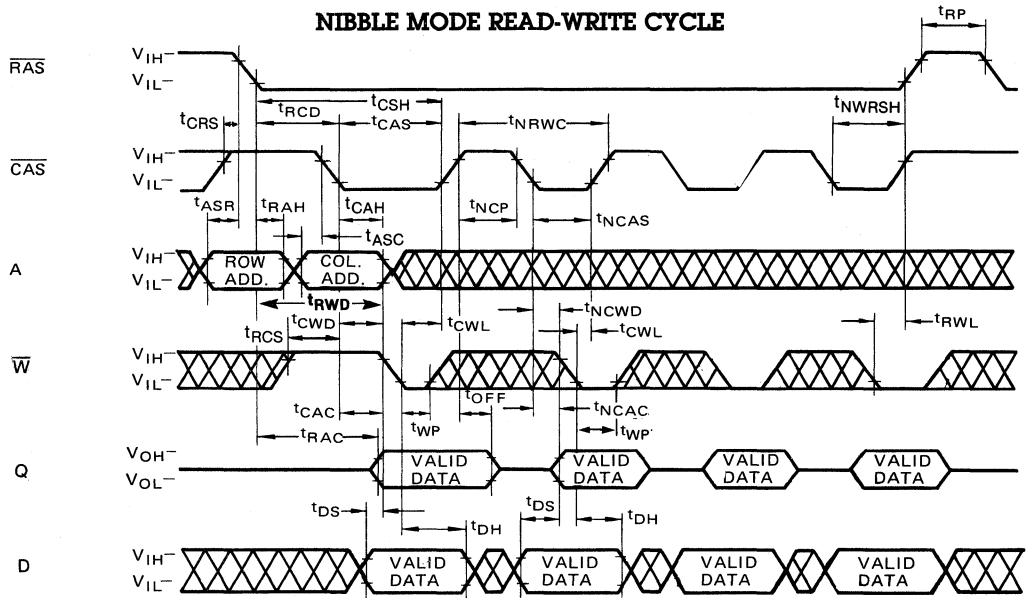 NIBBLE MODE READ-WRITE CYCLE
tRP
RAS
VIH–
VIL–
tCRS
tRCD
tCSH
tCAS
tNRWC
tNWRSH
CAS
VIH–
VIL–
tASR
tRAH
tCAH
tASC
tNCP
tNCAS
A
VIH–
VIL–
ROW
ADD.
COL.
ADD.
tRWD
tRCS
tCWD
tCWL
tNCWD
tCWL
tRWL
W
VIH–
VIL–
tCAC
tRAC
tWP
tOFF
tNCAC
tWP
Q
VOH–
VOL–
VALID
DATA
VALID
DATA
VALID
DATA
VALID
DATA
tDS
tDH
tDS
tDH
D
VIH–
VIL–
VALID
DATA
VALID
DATA
VALID
DATA
VALID
DATA